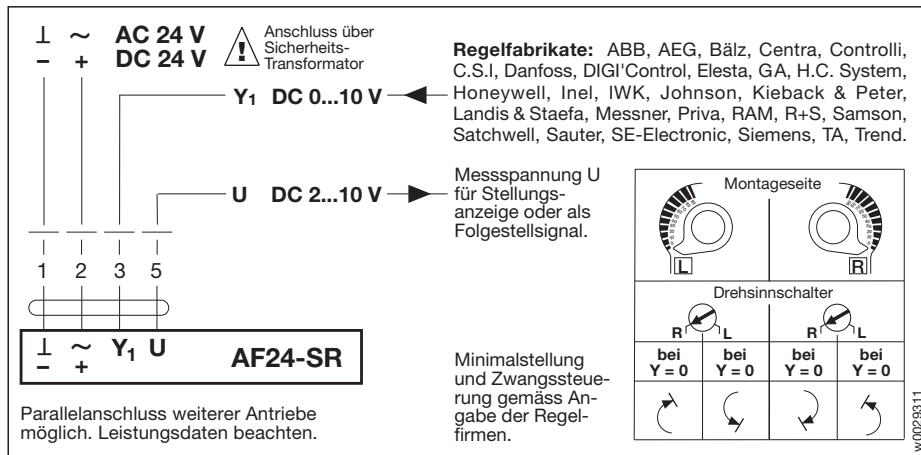 ⊥ ~ AC 24 V
– + DC 24 V
Anschluss über
Sicherheits-
Transformator
Y1 DC 0...10 V
Regelfabrikate: ABB, AEG, Bälz, Centra, Controlli,
C.S.I, Danfoss, DIGI'Control, Elesta, GA, H.C. System,
Honeywell, Inel, IWK, Johnson, Kieback & Peter,
Landis & Staefa, Messner, Priva, RAM, R+S, Samson,
Satchwell, Sauter, SE-Electronic, Siemens, TA, Trend.
U DC 2...10 V
Messspannung U
für Stellungs-
anzeige oder als
Folgestellsignal.
1 2 3 5
⊥ ~ Y1 U
– +
AF24-SR
Parallelanschluss weiterer Antriebe
möglich. Leistungsdaten beachten.
Minimalstellung
und Zwangssteue-
rung gemäss An-
gabe der Regel-
firmen.
Montageseite
L R
Drehsinnschalter
R L R L
bei bei bei bei
Y = 0 Y = 0 Y = 0 Y = 0
w0029311